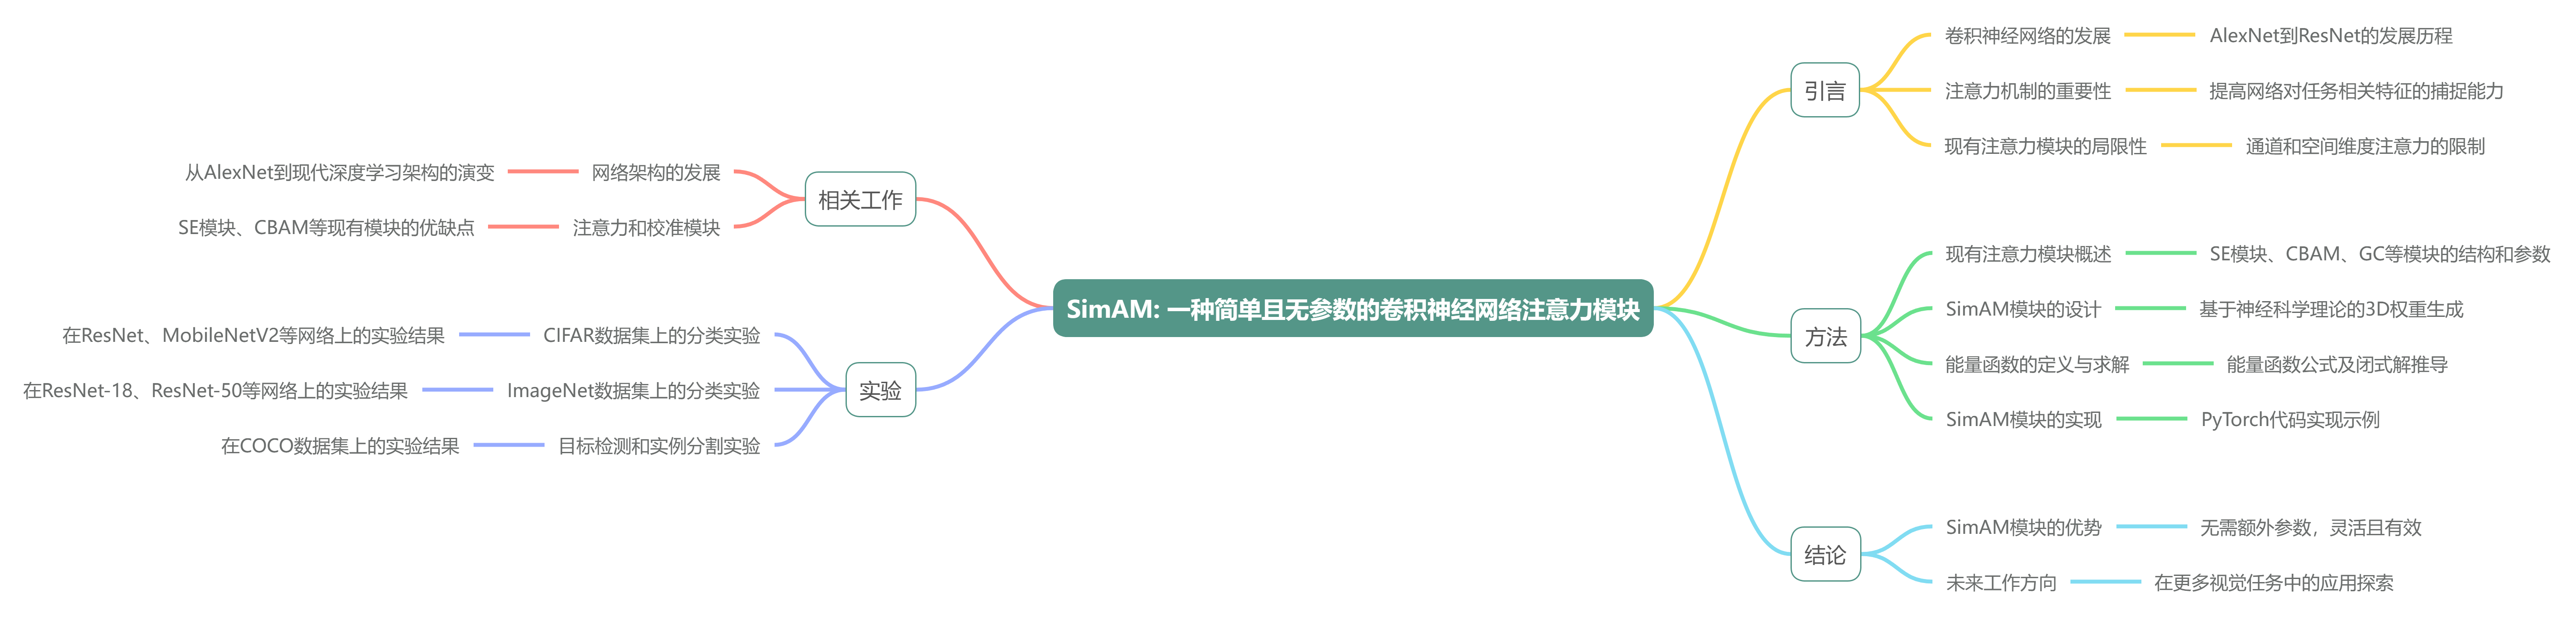 SimAM: 一种简单且无参数的卷积神经网络注意力模块
引言
卷积神经网络的发展
AlexNet到ResNet的发展历程
注意力机制的重要性
提高网络对任务相关特征的捕捉能力
现有注意力模块的局限性
通道和空间维度注意力的限制
方法
现有注意力模块概述
SE模块、CBAM、GC等模块的结构和参数
SimAM模块的设计
基于神经科学理论的3D权重生成
能量函数的定义与求解
能量函数公式及闭式解推导
SimAM模块的实现
PyTorch代码实现示例
结论
SimAM模块的优势
无需额外参数，灵活且有效
未来工作方向
在更多视觉任务中的应用探索
相关工作
网络架构的发展
从AlexNet到现代深度学习架构的演变
注意力和校准模块
SE模块、CBAM等现有模块的优缺点
实验
CIFAR数据集上的分类实验
在ResNet、MobileNetV2等网络上的实验结果
ImageNet数据集上的分类实验
在ResNet-18、ResNet-50等网络上的实验结果
目标检测和实例分割实验
在COCO数据集上的实验结果